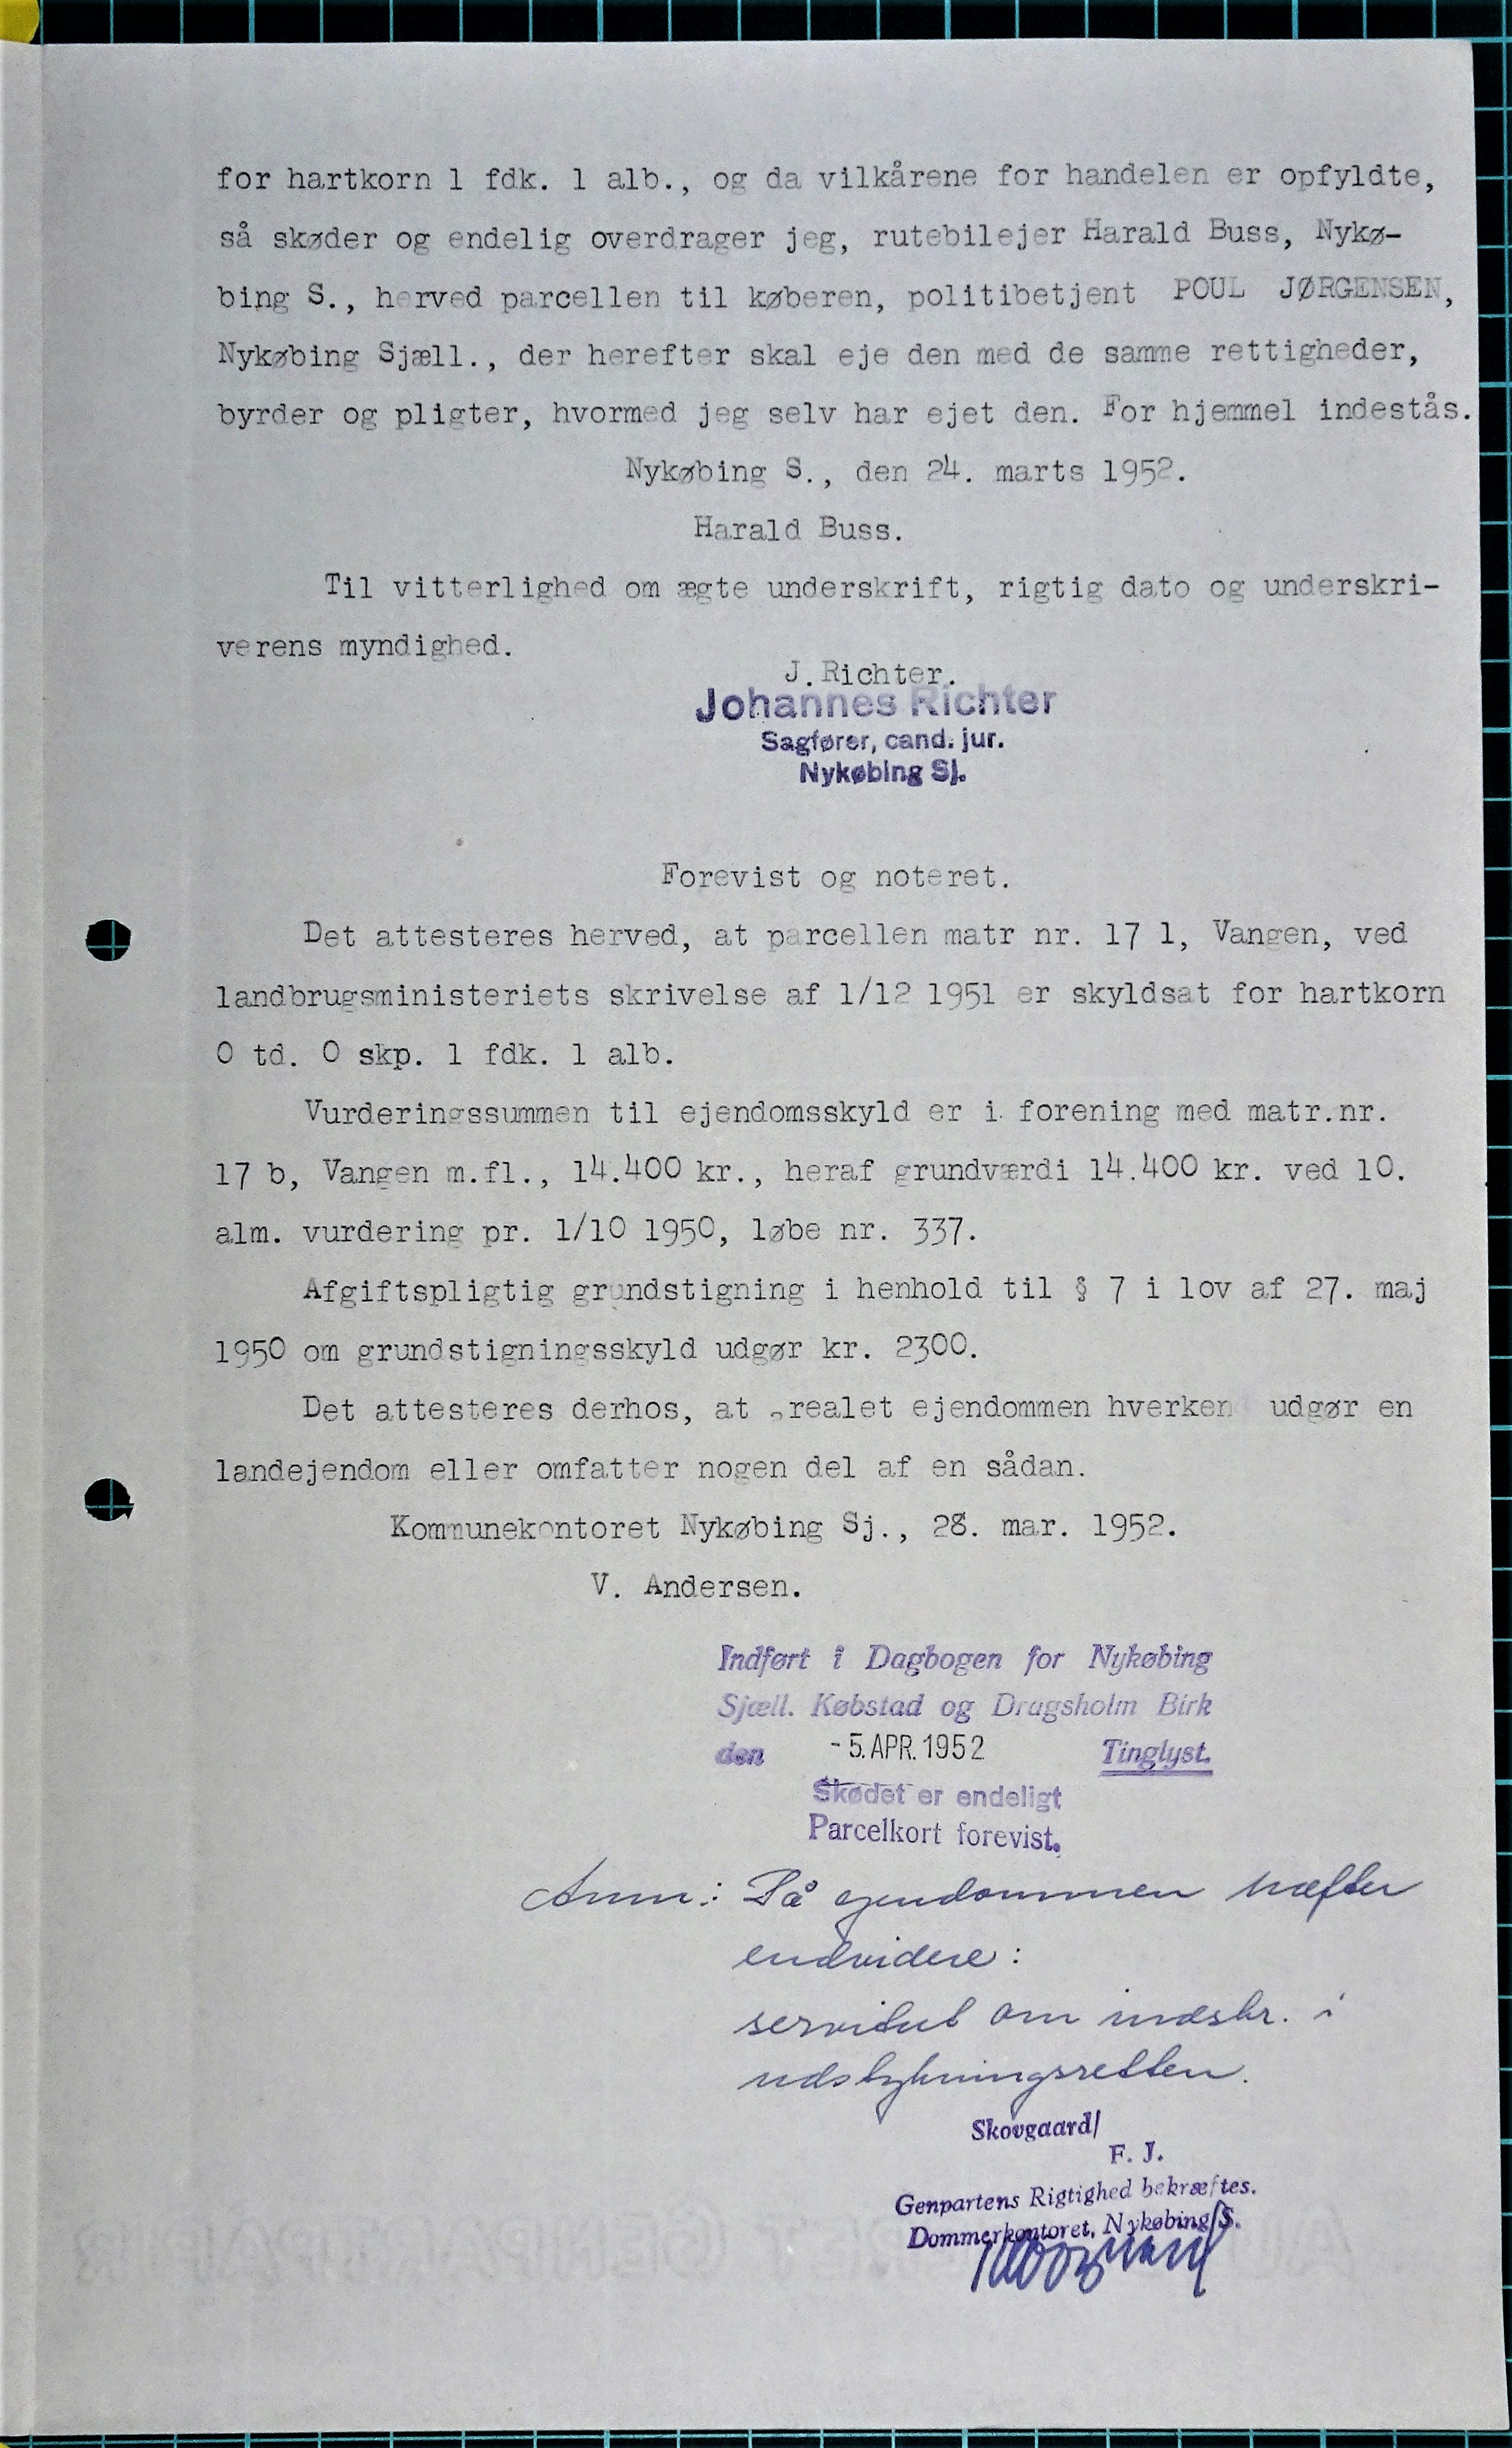 for hartkorn 1 fdk. 1 alb., og da vilkårene for handelen er opfyldte,
så skøder og endelig overdrager jeg, rutebilejer Harald Buss, Nykø-
bing S., herved parcellen til køberen, politibetjent POUL JØRGENSEN,
Nykøbing Sjæll., der herefter skal eje den med de samme rettigheder,
byrder og pligter, hvormed jeg selv har ejet den. For hjemmel indestås.
Nykøbing S., den 24. marts 1952.
Harald Buss.
Til vitterlighed om ægte underskrift, rigtig dato og underskri-
verens myndighed.
J. Richter.
Johannes Richter
Sagfører, cand. jur.
Nykøbing Sj.
Forevist og noteret.
Det attesteres herved, at parcellen matr nr. 17 l, Vangen, ved
landbrugsministeriets skrivelse af 1/12 1951 er skyldsat for hartkorn
0 td. 0 skp. 1 fdk. 1 alb.
Vurderingssummen til ejendomsskyld er i forening med matr.nr.
17 b, Vangen m.fl., 14.400 kr., heraf grundværdi 14.400 kr. ved 10.
alm. vurdering pr. 1/10 1950, løbe nr. 337.
Afgiftspligtig grundstigning i henhold til § 7 i lov af 27. maj
1950 om grundstigningsskyld udgør kr. 2300.
Det attesteres derhos, at arealet ejendommen hverken udgør en
landejendom eller omfatter nogen del af en sådan.
Kommunekontoret Nykøbing Sj., 28. mar. 1952.
V. Andersen.
Indført i Dagbogen for Nykøbing
Sjæll. Købstad og Dragsholm Birk
den - 5. APR. 1952 Tinglyst.
Skødet er endeligt
Parcelkort forevist.
Anm: På ejendommen hæfter
endvidere:
servitut om indskr. i
udstykningsretten.
Skovgaard/
F. J.
Genpartens Rigtighed bekræftes.
Dommerkontoret, Nykøbing S.